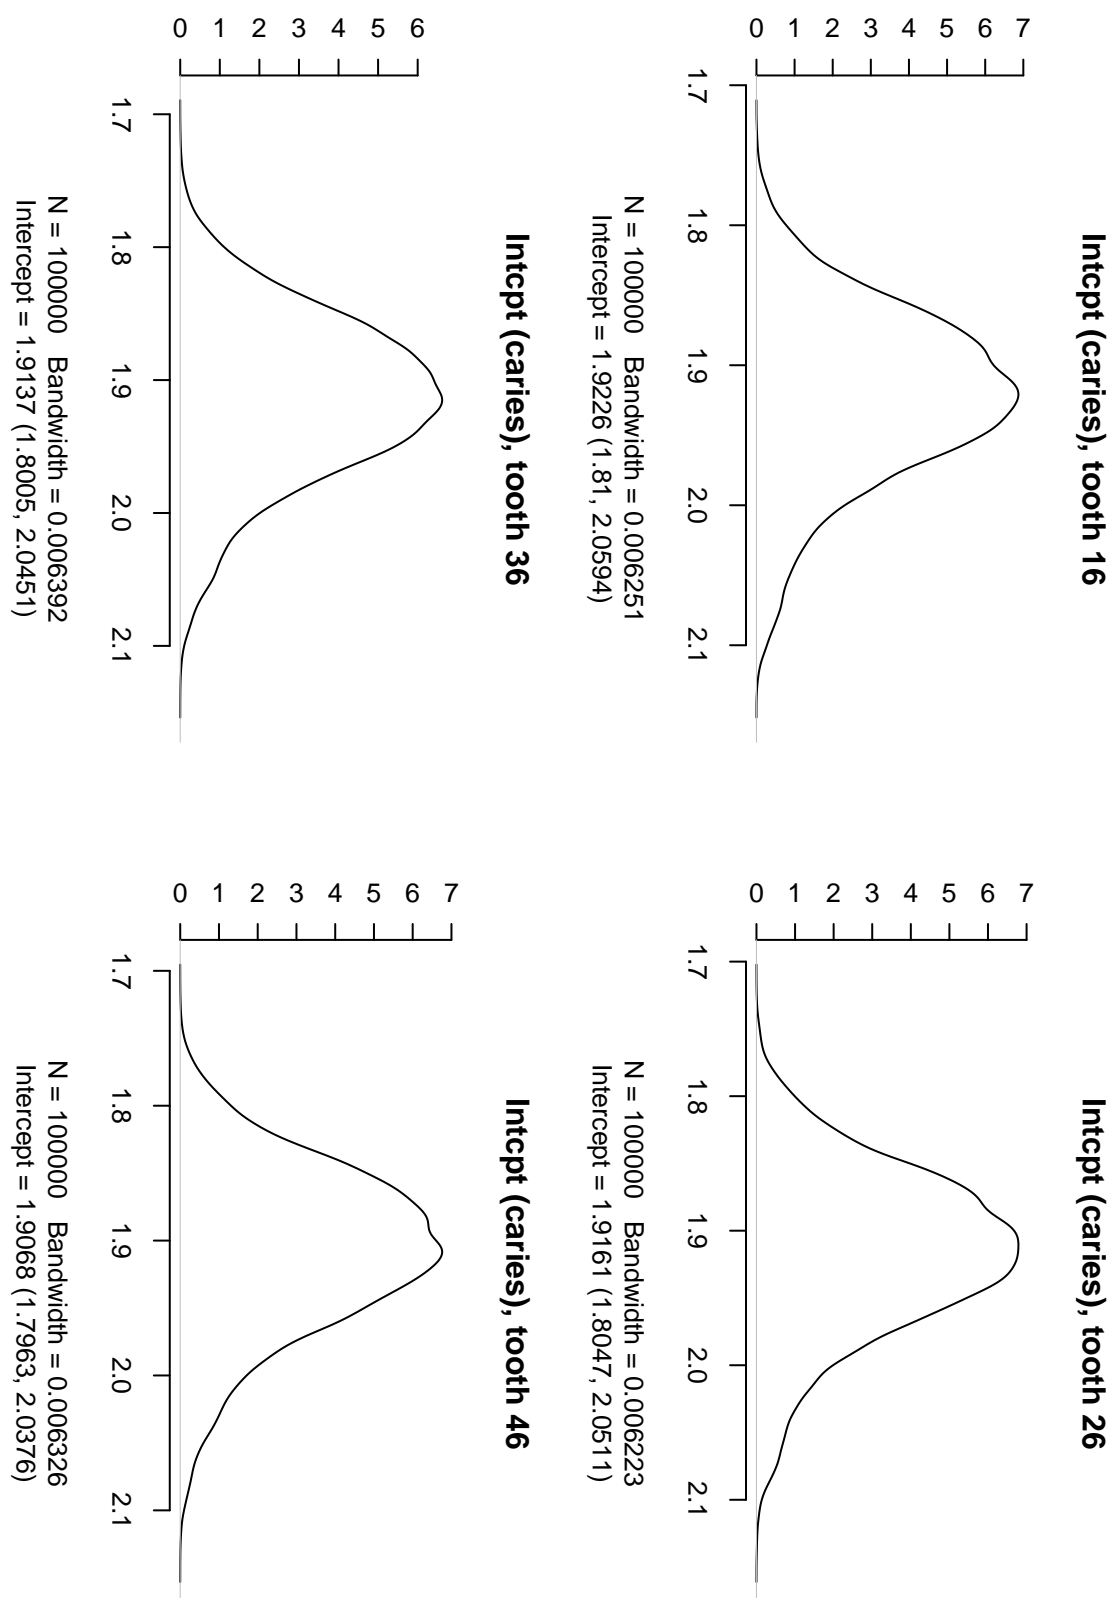 Intcpt (caries), tooth 16
0 1 2 3 4 5 6 7
1.7 1.8 1.9 2.0 2.1
N = 100000 Bandwidth = 0.006251
Intercept = 1.9226 (1.81, 2.0594)
Intcpt (caries), tooth 26
0 1 2 3 4 5 6 7
1.7 1.8 1.9 2.0 2.1
N = 100000 Bandwidth = 0.006223
Intercept = 1.9161 (1.8047, 2.0511)
Intcpt (caries), tooth 36
0 1 2 3 4 5 6
1.7 1.8 1.9 2.0 2.1
N = 100000 Bandwidth = 0.006392
Intercept = 1.9137 (1.8005, 2.0451)
Intcpt (caries), tooth 46
0 1 2 3 4 5 6 7
1.7 1.8 1.9 2.0 2.1
N = 100000 Bandwidth = 0.006326
Intercept = 1.9068 (1.7963, 2.0376)